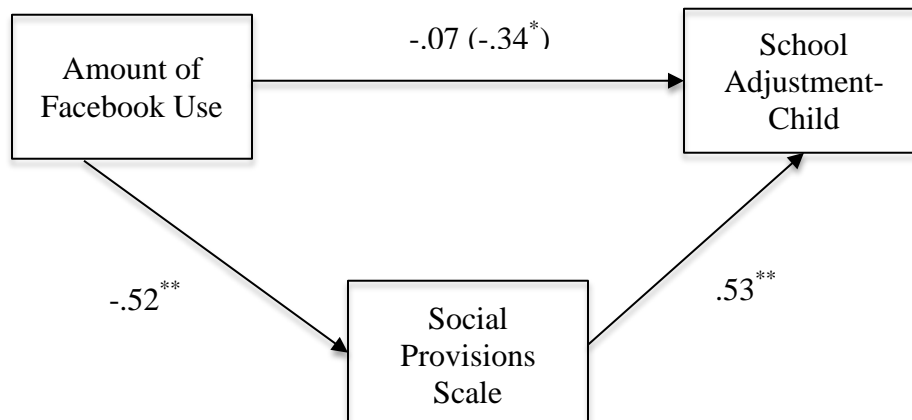 -.07 (-.34*)
Amount of
Facebook Use
School
Adjustment-
Child
-.52**
.53**
Social
Provisions
Scale